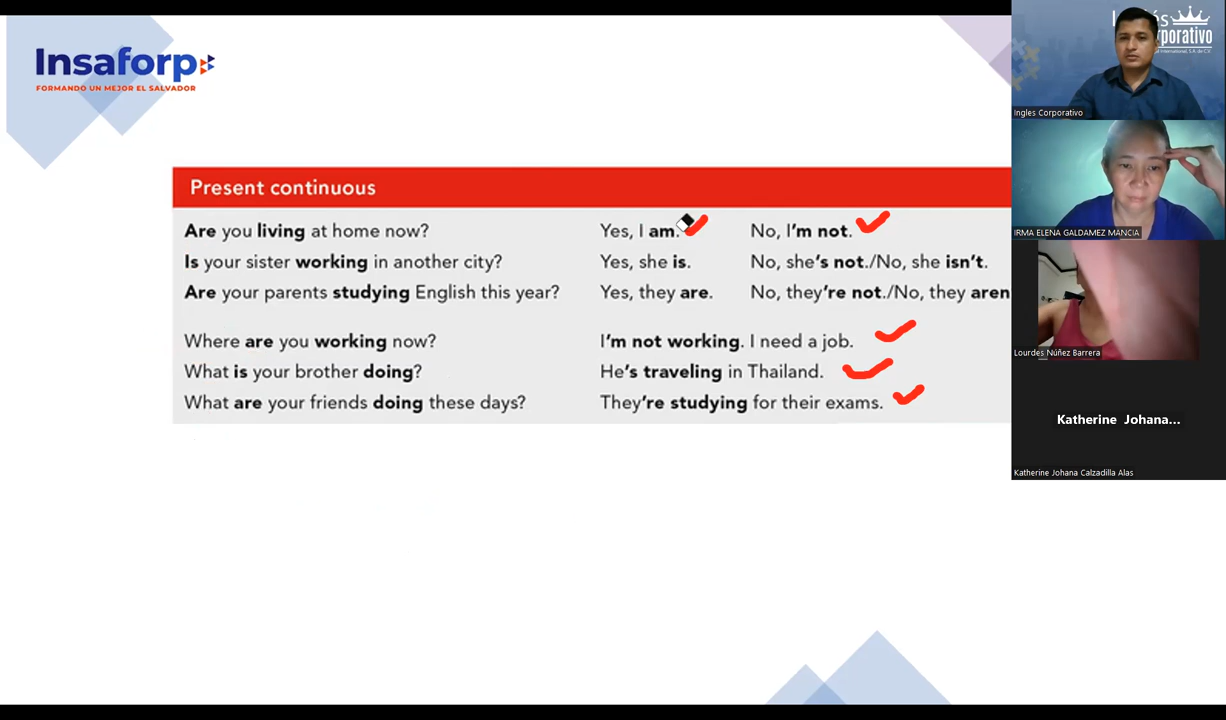 Insaforp
FORMANDO UN MEJOR EL SALVADOR
Present continuous
Are you living at home now? Yes, I am. No, I'm not.
Is your sister working in another city? Yes, she is. No, she's not./No, she isn't.
Are your parents studying English this year? Yes, they are. No, they're not./No, they aren
Where are you working now? I'm not working. I need a job.
What is your brother doing? He's traveling in Thailand.
What are your friends doing these days? They're studying for their exams.
Ingles Corporativo
IRMA ELENA GALDAMEZ MANCIA
Lourdes Núñez Barrera
Katherine Johana...
Katherine Johana Calzadilla Alas